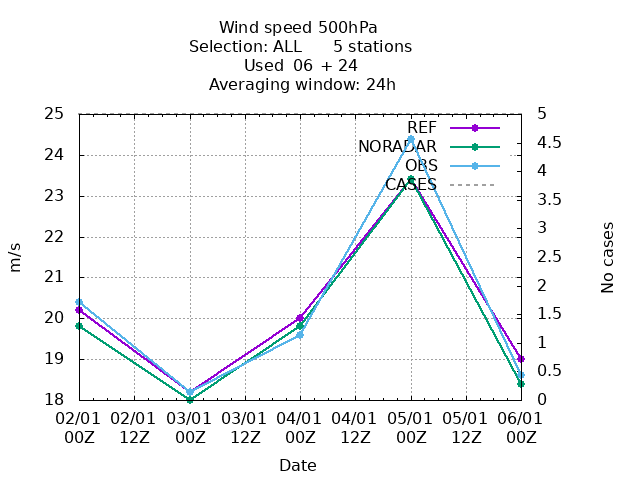 Wind speed 500hPa
Selection: ALL 5 stations
Used 06 + 24
Averaging window: 24h
25 5
REF
4.5
NORADAR
24 4
OBS
CASES
23 3.5
3
22
2.5
21 2
20 1.5
1
19
0.5
18 0
m/s
No cases
02/01 02/01 03/01 03/01 04/01 04/01 05/01 05/01 06/01
00Z 12Z 00Z 12Z 00Z 12Z 00Z 12Z 00Z
Date